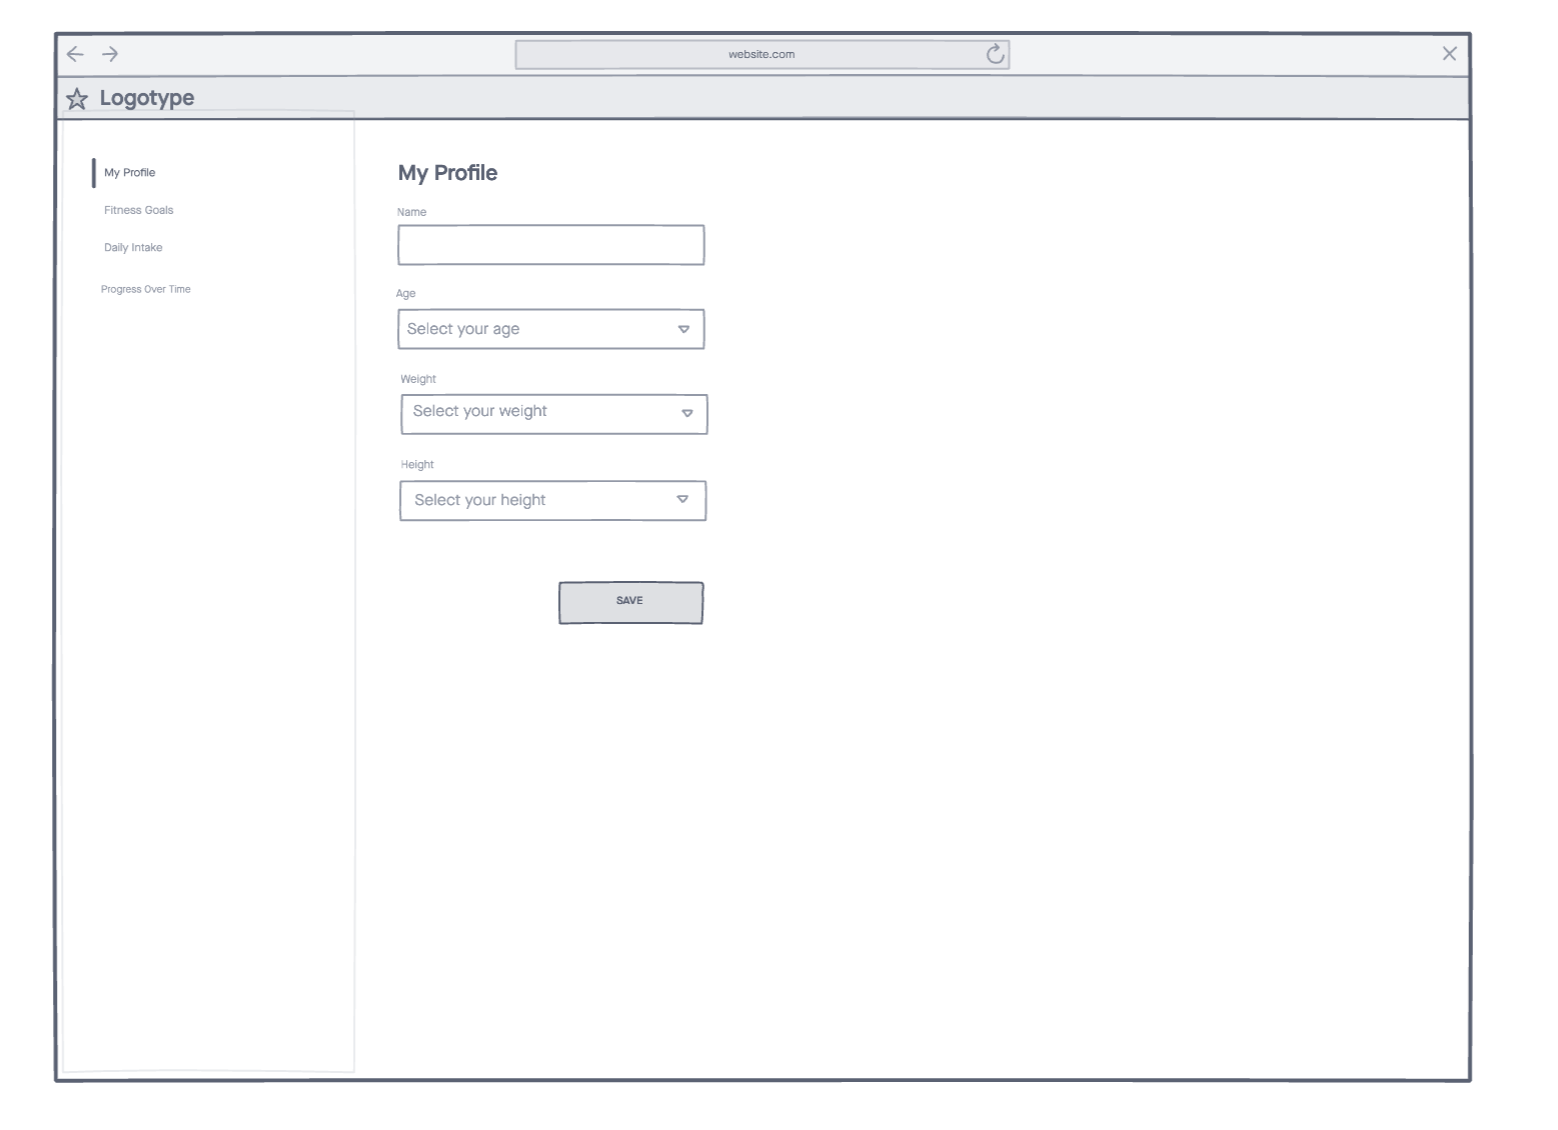 website.com
Logotype
My Profile
Fitness Goals
Daily Intake
Progress Over Time
My Profile
Name
Age
Select your age
Weight
Select your weight
Height
Select your height
SAVE